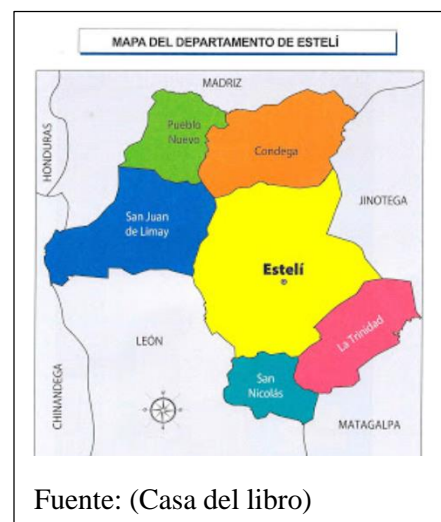 MAPA DEL DEPARTAMENTO DE ESTELÍ
MADRIZ
HONDURAS
Pueblo
Nuevo
Condega
JINOTEGA
San Juan
de Limay
Estelí
LEÓN
La Trinidad
San
Nicolás
CHINANDEGA
MATAGALPA
Fuente: (Casa del libro)